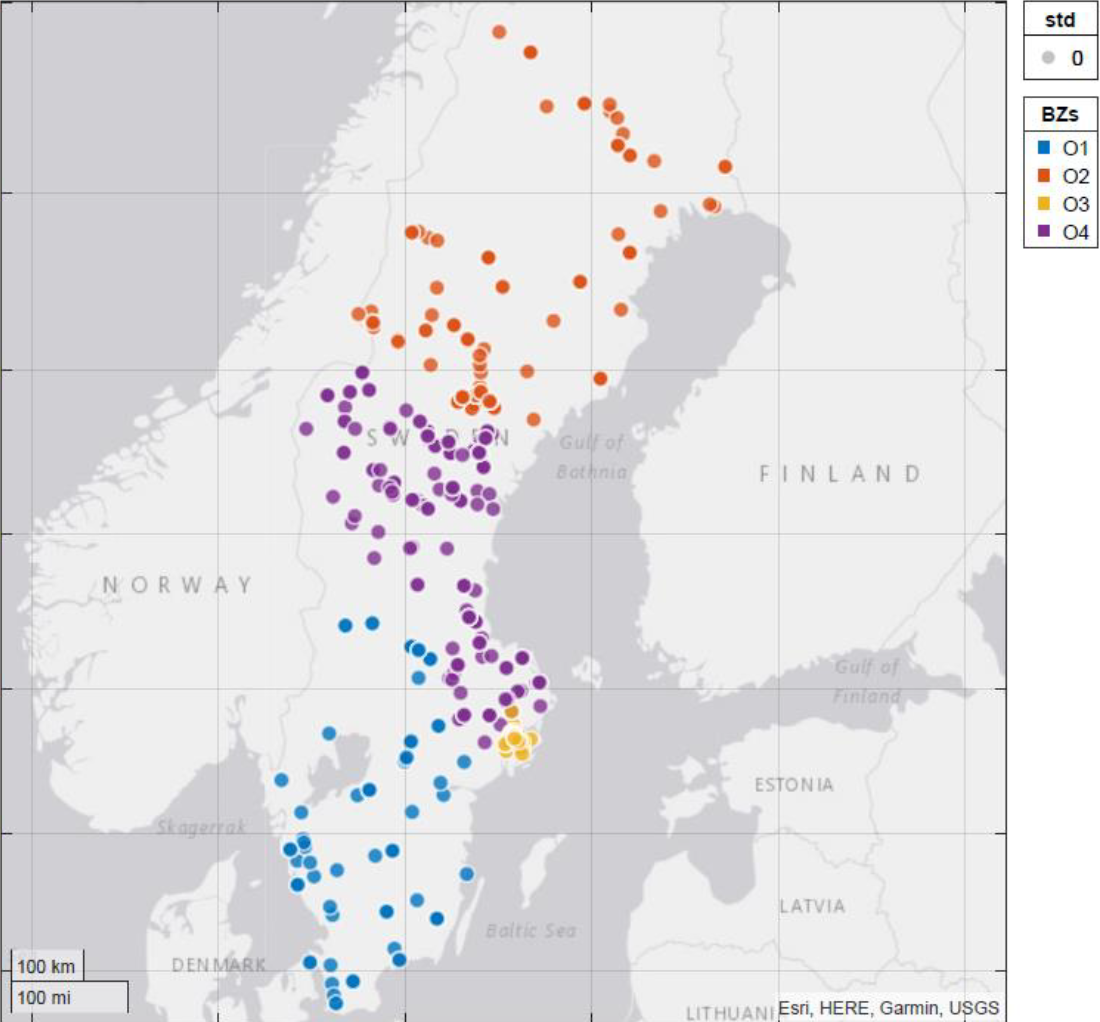 std
0
BZs
O1
O2
O3
O4
SWEDEN
Gulf of
Bothnia
FINLAND
NORWAY
Gulf of
Finland
ESTONIA
Skagerrak
LATVIA
Baltic Sea
DENMARK
100 km
100 mi
LITHUANI
Esri, HERE, Garmin, USGS